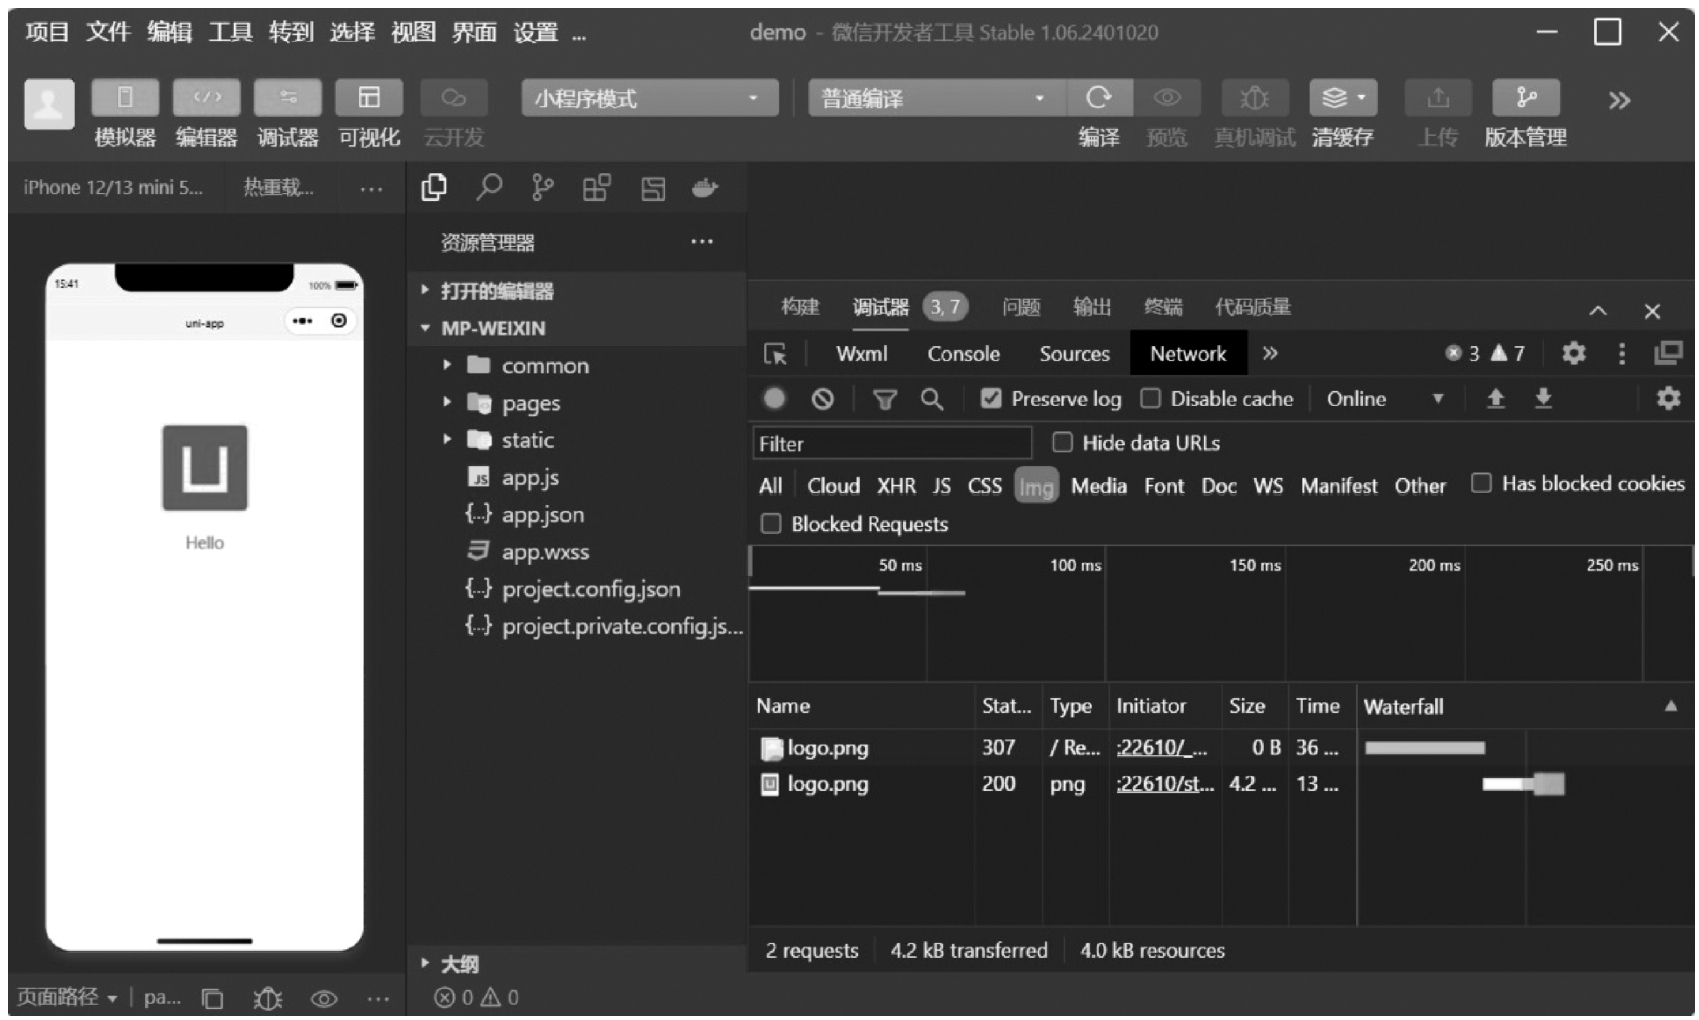 项目 文件 编辑 工具 转到 选择 视图 界面 设置 ... demo - 微信开发者工具 Stable 1.06.2401020
小程序模式 普通编译
模拟器 编辑器 调试器 可视化 云开发 编译 预览 真机调试 清缓存 上传 版本管理
iPhone 12/13 mini 5... 热重载... ...
资源管理器 ...
打开的编辑器
MP-WEIXIN
common
pages
static
JS app.js
{..} app.json
app.wxss
{..} project.config.json
{..} project.private.config.js...
大纲
0 0
15:41 100%
uni-app
Hello
页面路径 pa... ...
构建 调试器 3, 7 问题 输出 终端 代码质量
Wxml Console Sources Network 3 7
Preserve log Disable cache Online
Filter Hide data URLs
All Cloud XHR JS CSS Img Media Font Doc WS Manifest Other Has blocked cookies
Blocked Requests
50 ms 100 ms 150 ms 200 ms 250 ms
Name Stat... Type Initiator Size Time Waterfall
logo.png 307 / Re... :22610/_... 0 B 36 ...
logo.png 200 png :22610/st... 4.2 ... 13 ...
2 requests 4.2 kB transferred 4.0 kB resources